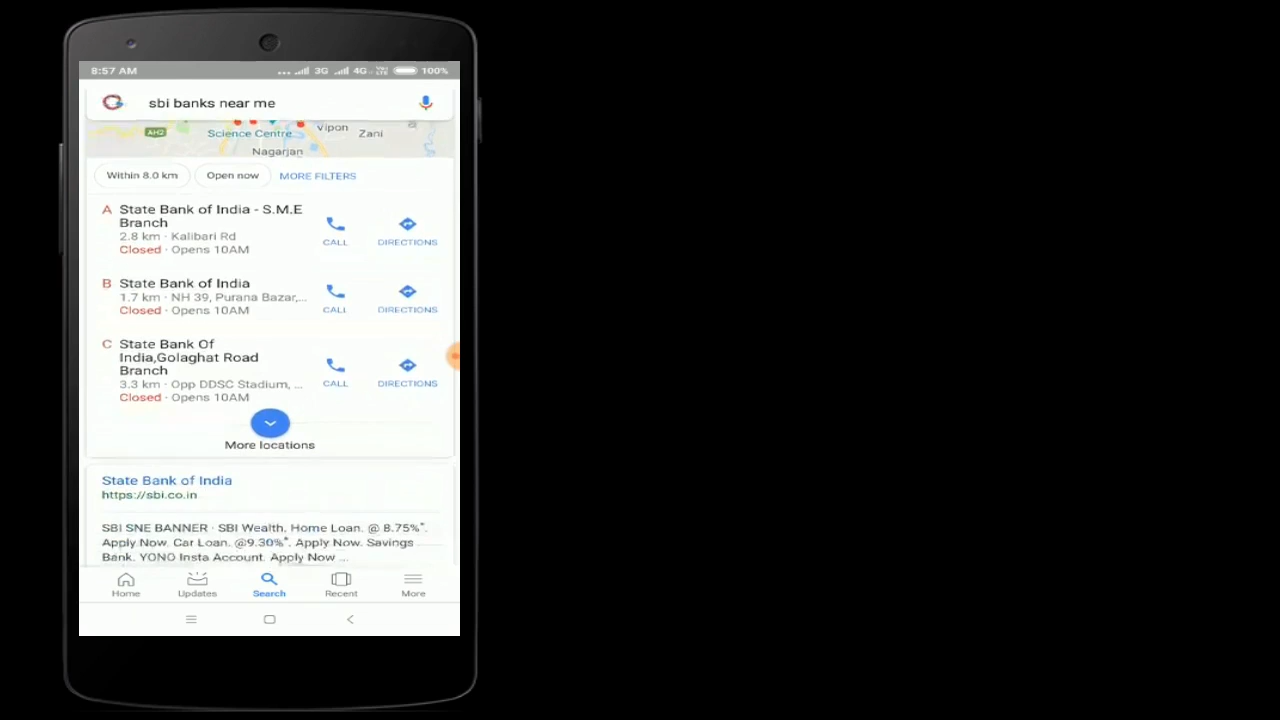 8:57 AM ... 3G 4G VoLTE 100%
sbi banks near me
AH2 Science Centre Vipon Zani
Nagarjan
Within 8.0 km Open now MORE FILTERS
A State Bank of India - S.M.E
Branch
2.8 km · Kalibari Rd
Closed · Opens 10AM
CALL DIRECTIONS
B State Bank of India
1.7 km · NH 39, Purana Bazar,...
Closed · Opens 10AM
CALL DIRECTIONS
C State Bank Of
India,Golaghat Road
Branch
3.3 km · Opp DDSC Stadium, ...
Closed · Opens 10AM
CALL DIRECTIONS
More locations
State Bank of India
https://sbi.co.in
SBI SNE BANNER · SBI Wealth. Home Loan. @ 8.75%*.
Apply Now. Car Loan. @9.30%*. Apply Now. Savings
Bank. YONO Insta Account. Apply Now ...
Home Updates Search Recent More